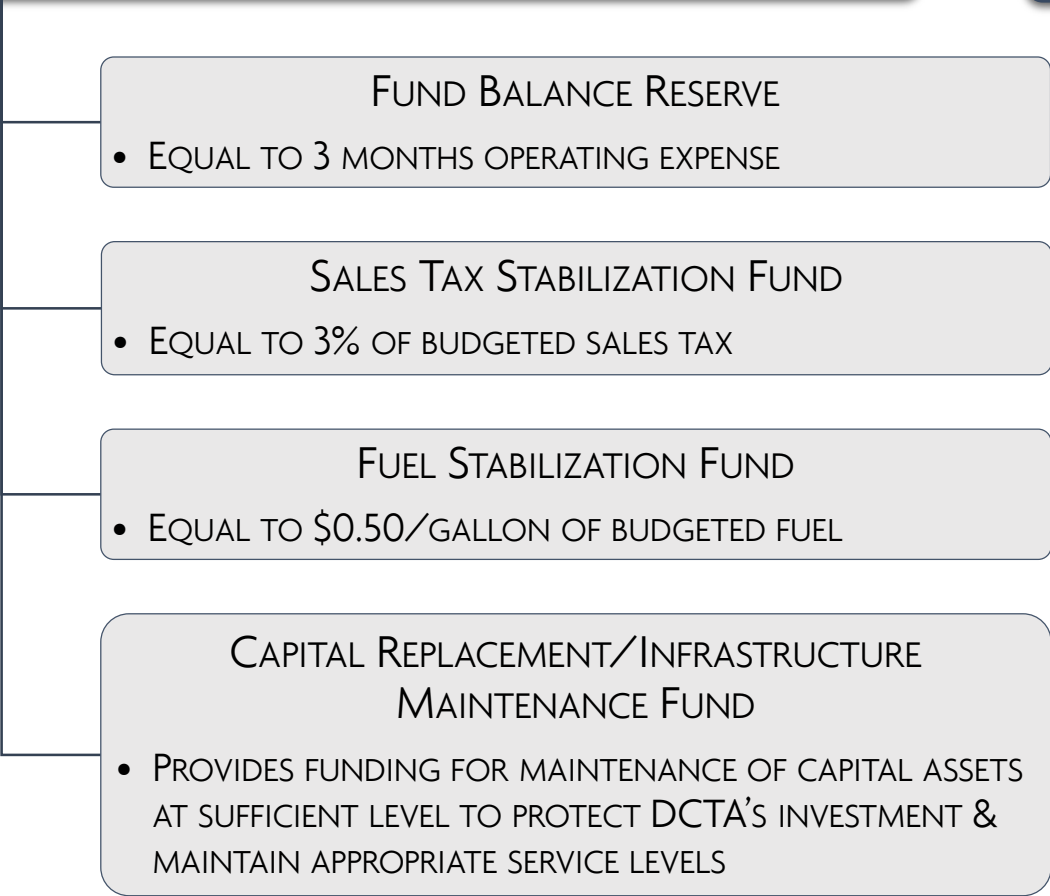 Fund Balance Reserve
• Equal to 3 months operating expense
Sales Tax Stabilization Fund
• Equal to 3% of budgeted sales tax
Fuel Stabilization Fund
• Equal to $0.50/gallon of budgeted fuel
Capital Replacement/Infrastructure
Maintenance Fund
• Provides funding for maintenance of capital assets
at sufficient level to protect DCTA's investment &
maintain appropriate service levels